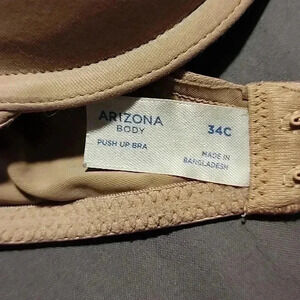 ARIZONA
BODY
34C
PUSH UP BRA
MADE IN
BANGLADESH